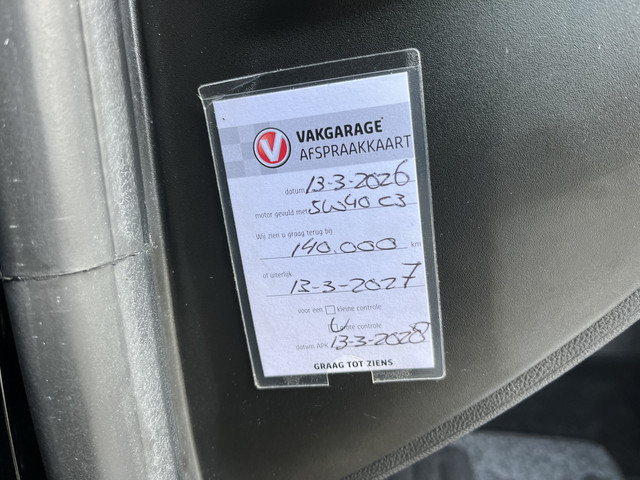 V VAKGARAGE
AFSPRAAKKAART
datum 13-3-2026
motor gevuld met 5W40 C3
Wij zien u graag terug bij
140.000 km
of uiterlijk
13-3-2027
voor een □ kleine controle
grote controle
datum APK 13-3-2028
GRAAG TOT ZIENS